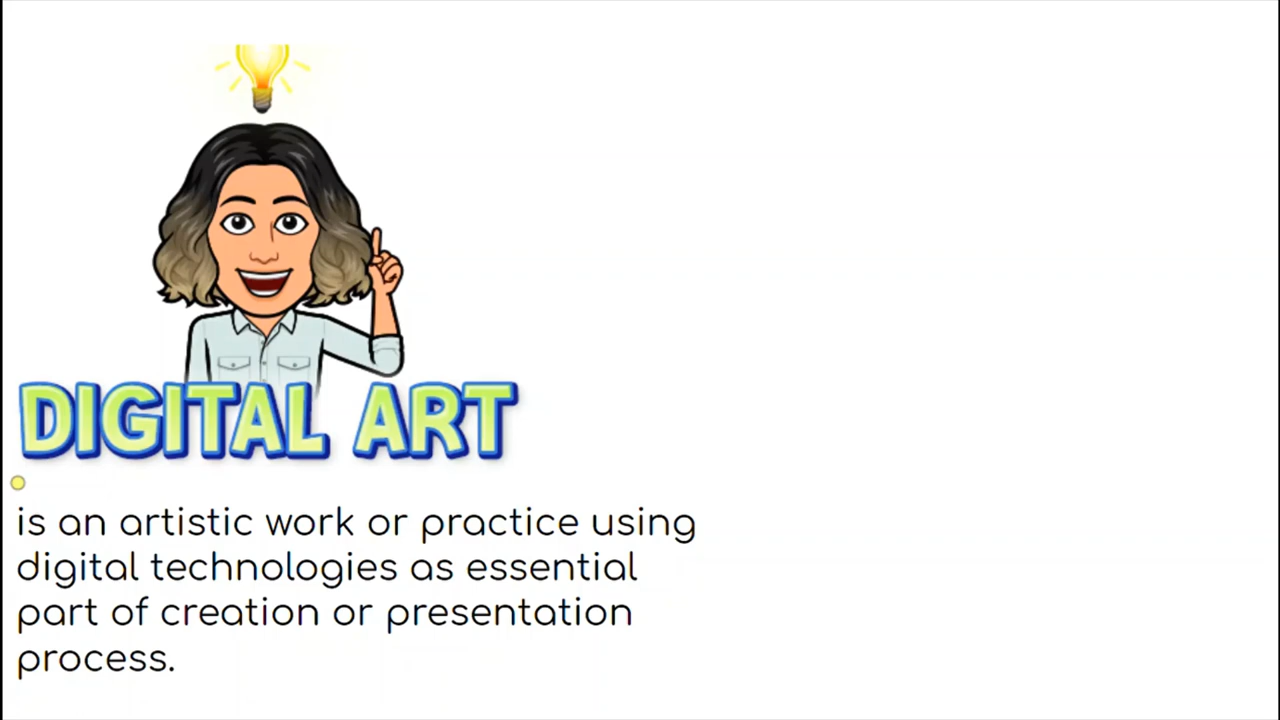 DIGITAL ART
is an artistic work or practice using
digital technologies as essential
part of creation or presentation
process.